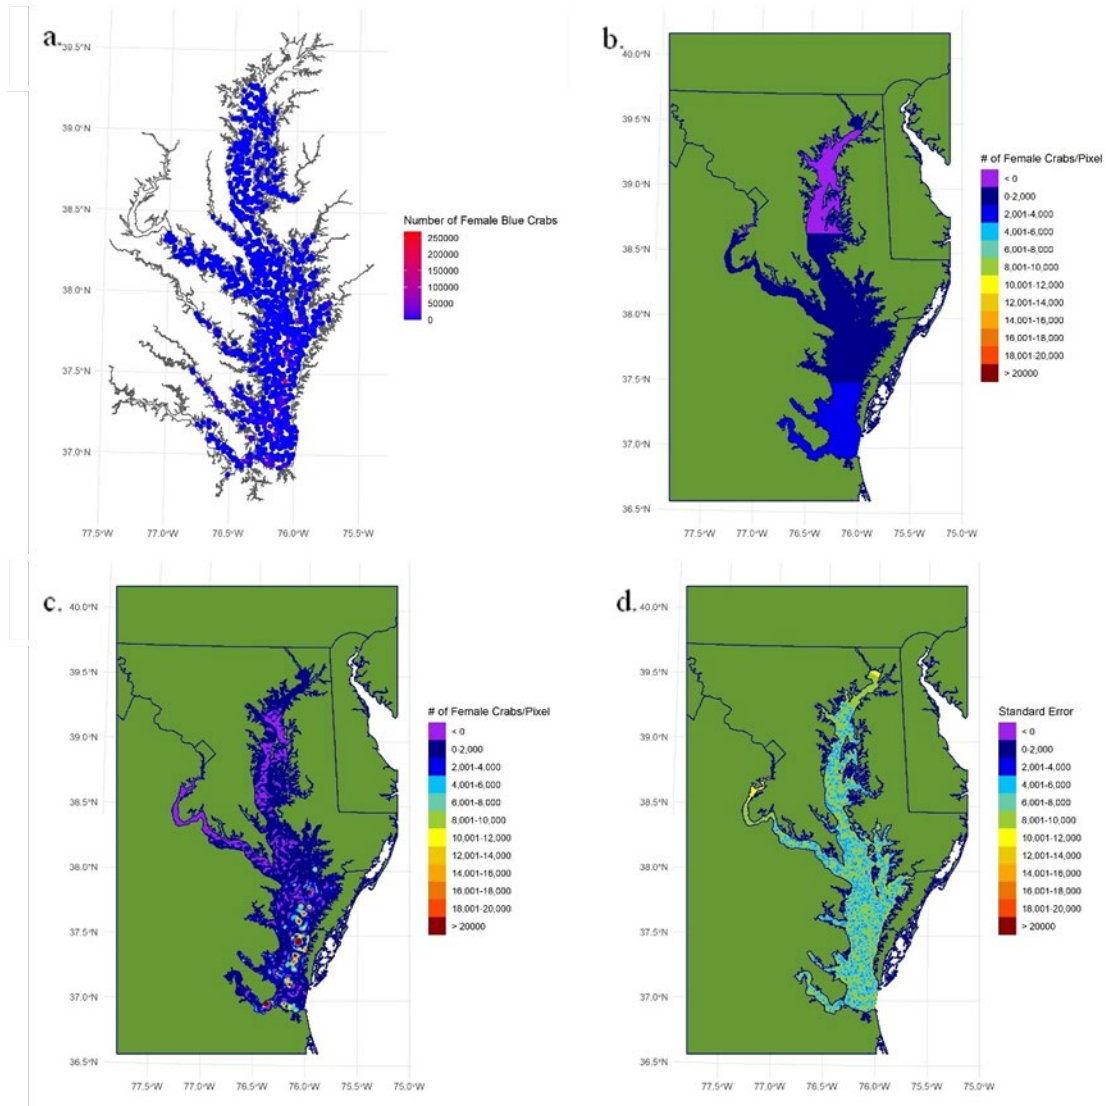 a.
39.5°N
39.0°N
38.5°N
38.0°N
37.5°N
37.0°N
77.5°W 77.0°W 76.5°W 76.0°W 75.5°W
Number of Female Blue Crabs
250000
200000
150000
100000
50000
0
b.
40.0°N
39.5°N
39.0°N
38.5°N
38.0°N
37.5°N
37.0°N
36.5°N
77.5°W 77.0°W 76.5°W 76.0°W 75.5°W 75.0°W
# of Female Crabs/Pixel
< 0
0-2,000
2,001-4,000
4,001-6,000
6,001-8,000
8,001-10,000
10,001-12,000
12,001-14,000
14,001-16,000
16,001-18,000
18,001-20,000
> 20000
c.
40.0°N
39.5°N
39.0°N
38.5°N
38.0°N
37.5°N
37.0°N
36.5°N
77.5°W 77.0°W 76.5°W 76.0°W 75.5°W 75.0°W
# of Female Crabs/Pixel
< 0
0-2,000
2,001-4,000
4,001-6,000
6,001-8,000
8,001-10,000
10,001-12,000
12,001-14,000
14,001-16,000
16,001-18,000
18,001-20,000
> 20000
d.
40.0°N
39.5°N
39.0°N
38.5°N
38.0°N
37.5°N
37.0°N
36.5°N
77.5°W 77.0°W 76.5°W 76.0°W 75.5°W 75.0°W
Standard Error
< 0
0-2,000
2,001-4,000
4,001-6,000
6,001-8,000
8,001-10,000
10,001-12,000
12,001-14,000
14,001-16,000
16,001-18,000
18,001-20,000
> 20000